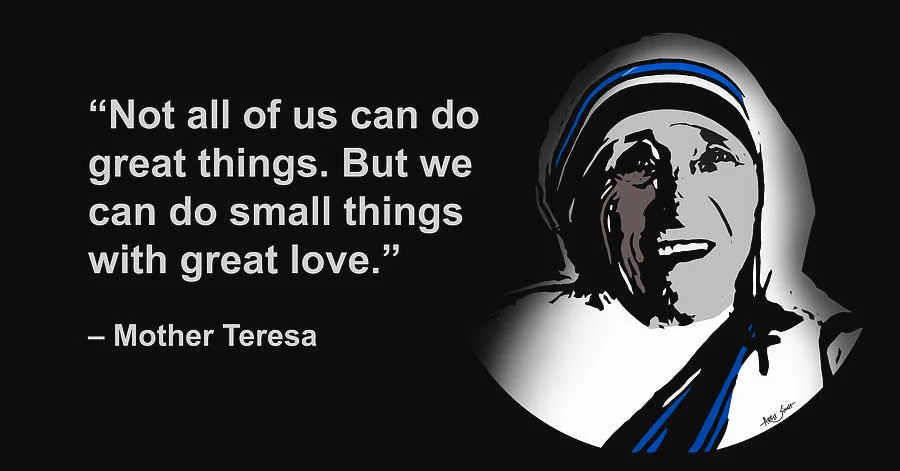 “Not all of us can do
great things. But we
can do small things
with great love.”
– Mother Teresa